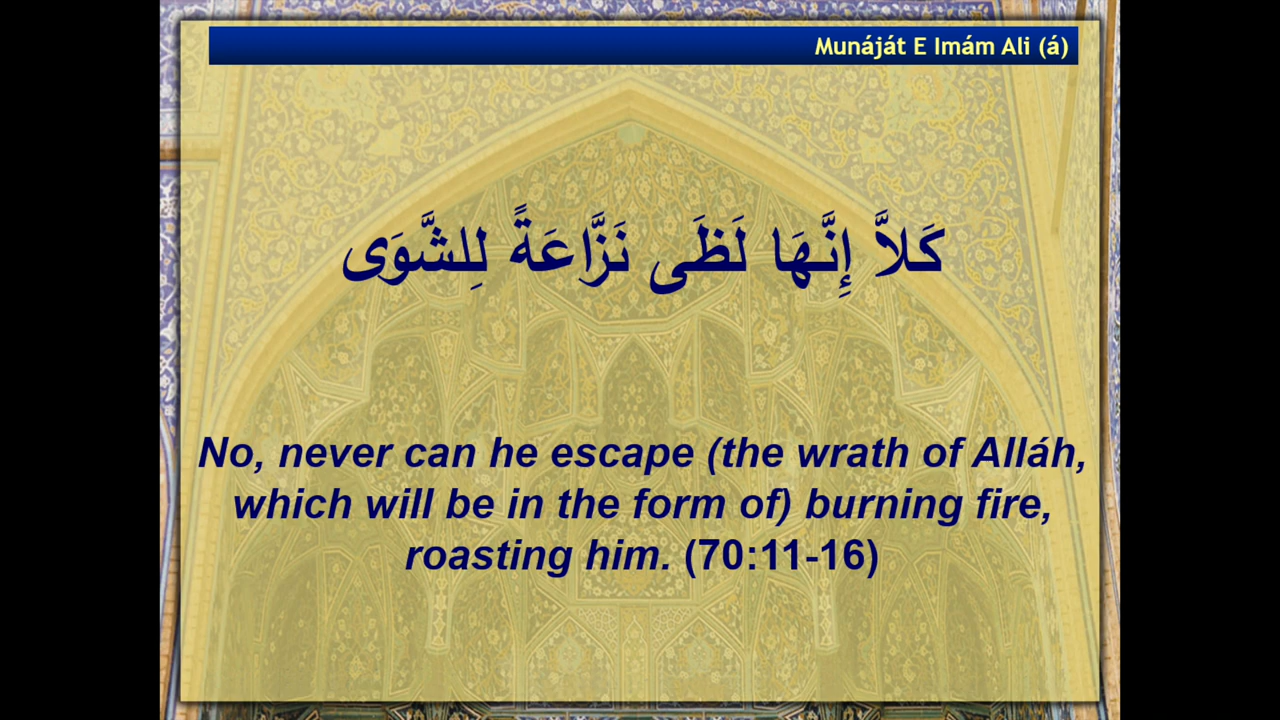 Munáját E Imám Ali (á)
كَلاَّ إِنَّهَا لَظَى نَزَّاعَةً لِلشَّوَى
No, never can he escape (the wrath of Alláh,
which will be in the form of) burning fire,
roasting him. (70:11-16)